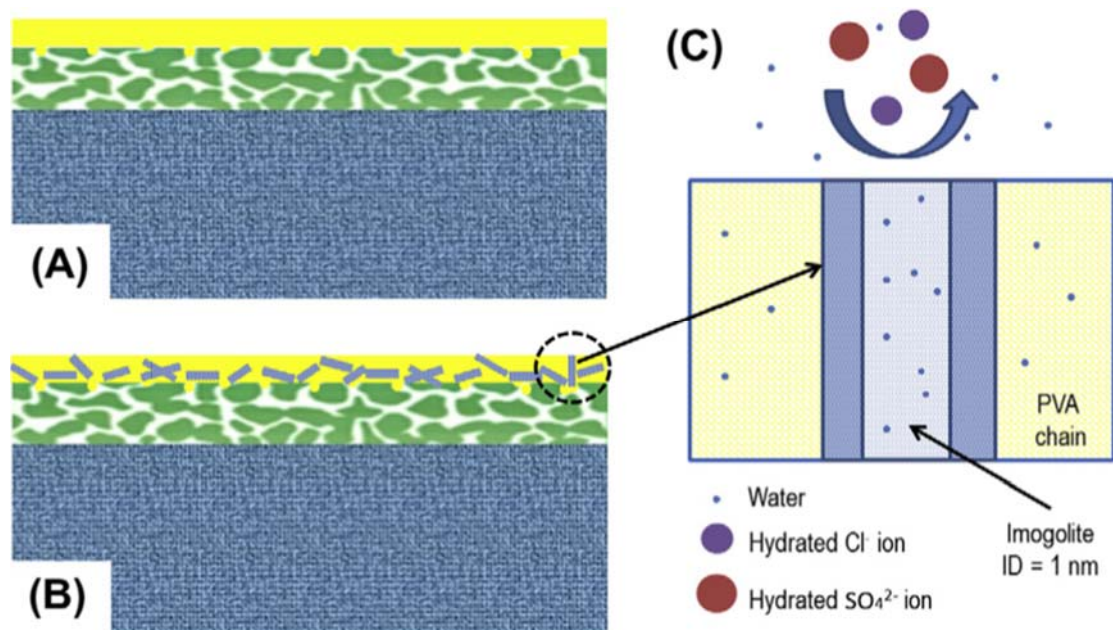 (A)
(B)
(C)
PVA
chain
Water
Hydrated Cl⁻ ion
Hydrated SO₄²⁻ ion
Imogolite
ID = 1 nm